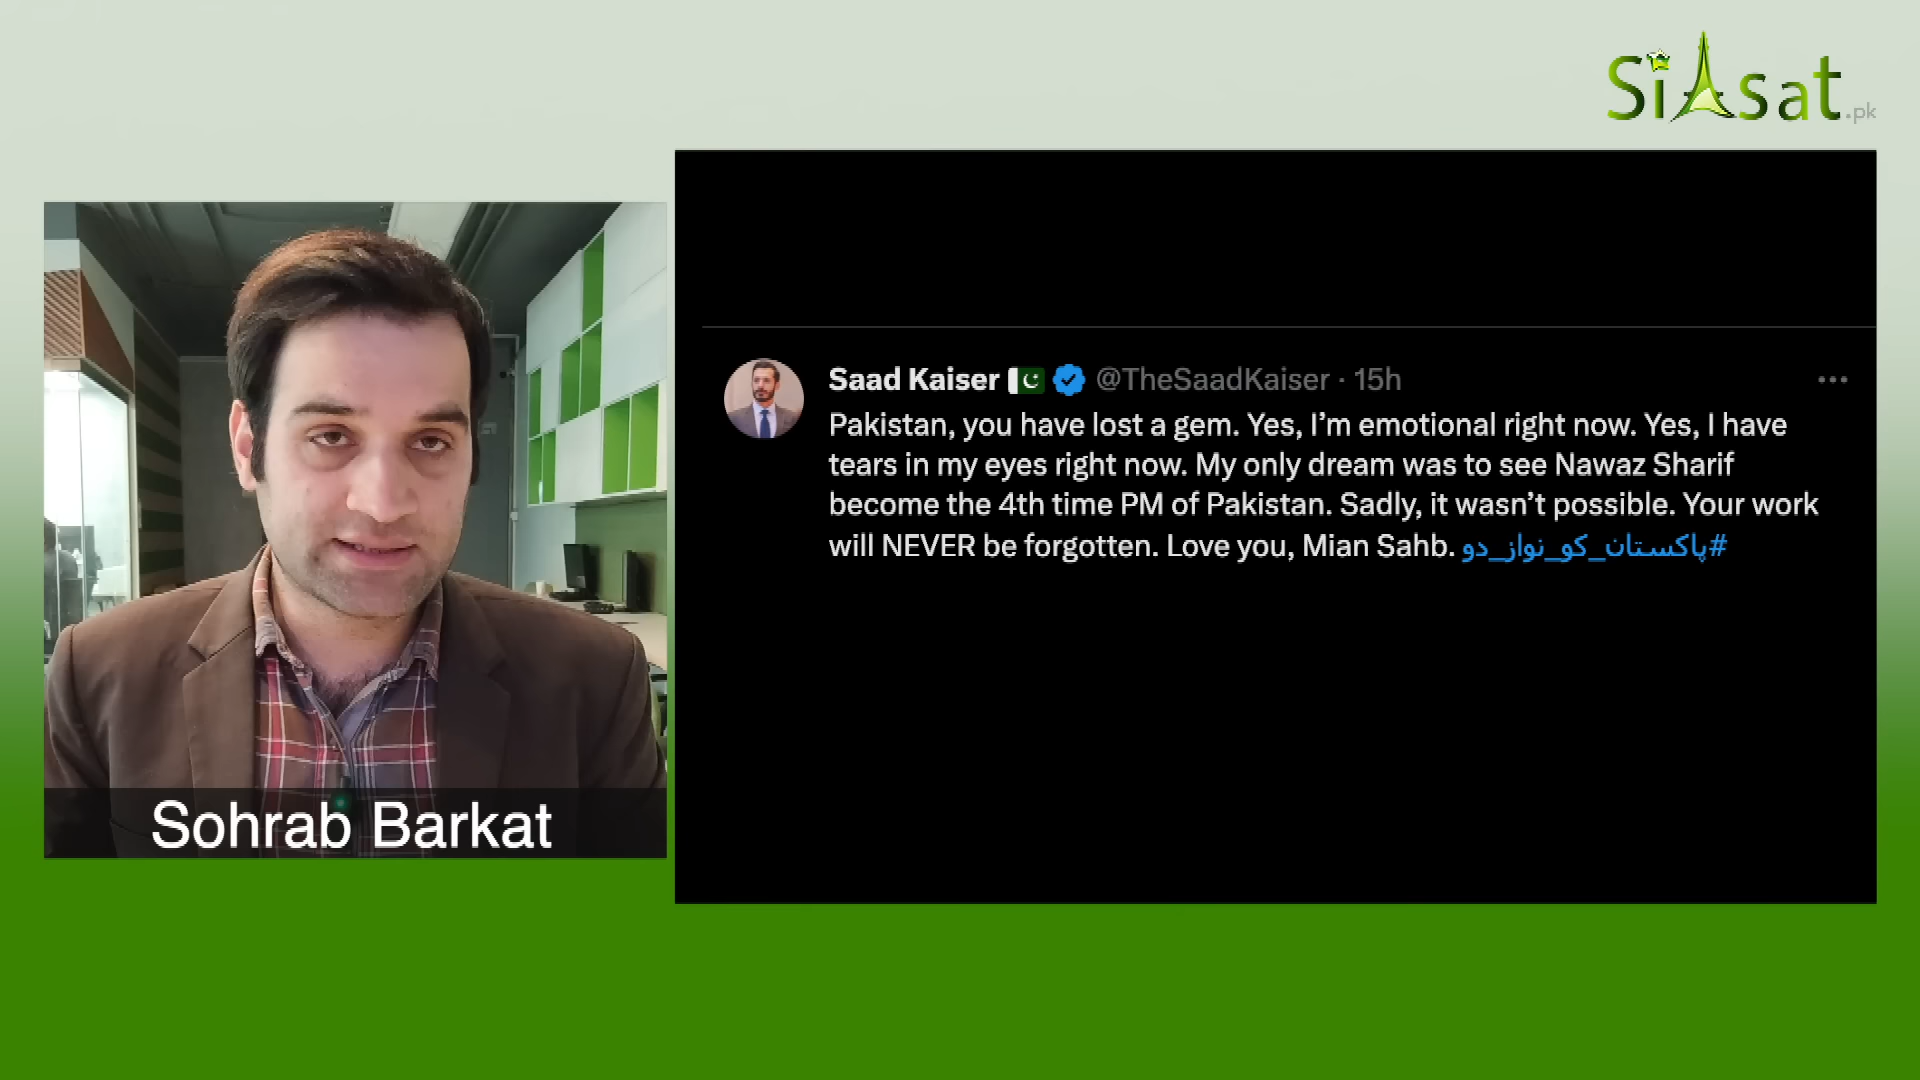 SiAsat.pk
Saad Kaiser @TheSaadKaiser · 15h
Pakistan, you have lost a gem. Yes, I’m emotional right now. Yes, I have
tears in my eyes right now. My only dream was to see Nawaz Sharif
become the 4th time PM of Pakistan. Sadly, it wasn’t possible. Your work
will NEVER be forgotten. Love you, Mian Sahb. #پاکستان_کو_نواز_دو
Sohrab Barkat